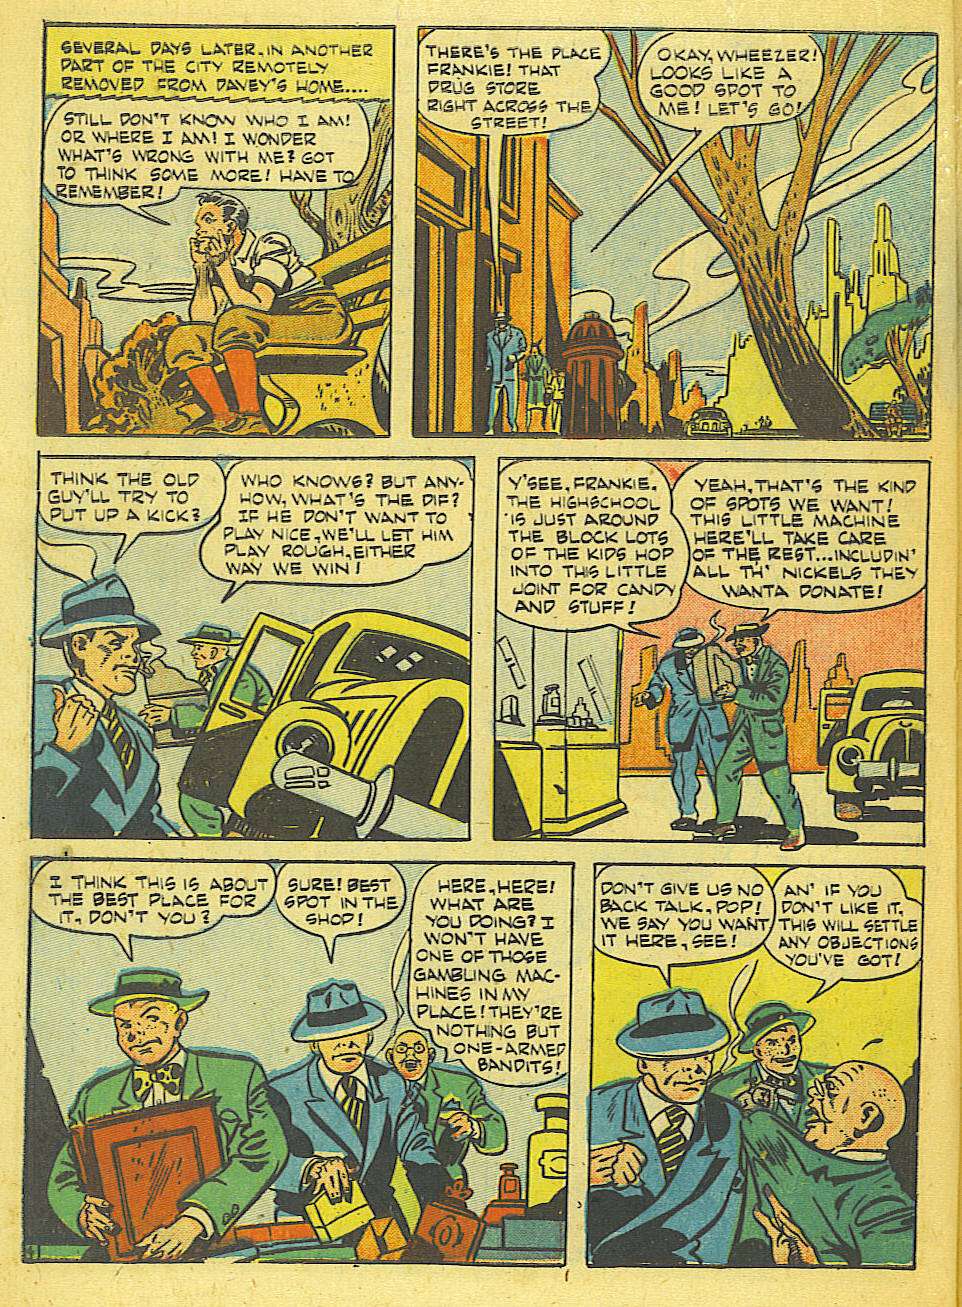 SEVERAL DAYS LATER, IN ANOTHER
PART OF THE CITY REMOTELY
REMOVED FROM DAVEY'S HOME....
STILL DON'T KNOW WHO I AM!
OR WHERE I AM! I WONDER
WHAT'S WRONG WITH ME? GOT
TO THINK SOME MORE! HAVE TO
REMEMBER!
THERE'S THE PLACE
FRANKIE! THAT
DRUG STORE
RIGHT ACROSS THE
STREET!
OKAY, WHEEZER!
LOOKS LIKE A
GOOD SPOT TO
ME! LET'S GO!
THINK THE OLD
GUY'LL TRY TO
PUT UP A KICK?
WHO KNOWS? BUT ANY-
HOW, WHAT'S THE DIF?
IF HE DON'T WANT TO
PLAY NICE, WE'LL LET HIM
PLAY ROUGH, EITHER
WAY WE WIN!
Y'SEE, FRANKIE.
THE HIGHSCHOOL
IS JUST AROUND
THE BLOCK LOTS
OF THE KIDS HOP
INTO THIS LITTLE
JOINT FOR CANDY
AND STUFF!
YEAH, THAT'S THE KIND
OF SPOTS WE WANT!
THIS LITTLE MACHINE
HERE'LL TAKE CARE
OF THE REST...INCLUDIN'
ALL TH' NICKELS THEY
WANTA DONATE!
I THINK THIS IS ABOUT
THE BEST PLACE FOR
IT, DON'T YOU?
SURE! BEST
SPOT IN THE
SHOP!
HERE, HERE!
WHAT ARE
YOU DOING? I
WON'T HAVE
ONE OF THOSE
GAMBLING MAC-
HINES IN MY
PLACE! THEY'RE
NOTHING BUT
ONE-ARMED
BANDITS!
DON'T GIVE US NO
BACK TALK, POP!
WE SAY YOU WANT
IT HERE, SEE!
AN' IF YOU
DON'T LIKE IT,
THIS WILL SETTLE
ANY OBJECTIONS
YOU'VE GOT!